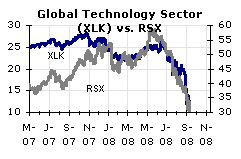 Global Technology Sector
(XLK) vs. RSX
30 60
25 55
20 50
15 45
10 40
35
30
XLK
RSX
M- J- S- N- J- M- M- J- S- N-
07 07 07 07 08 08 08 08 08 08